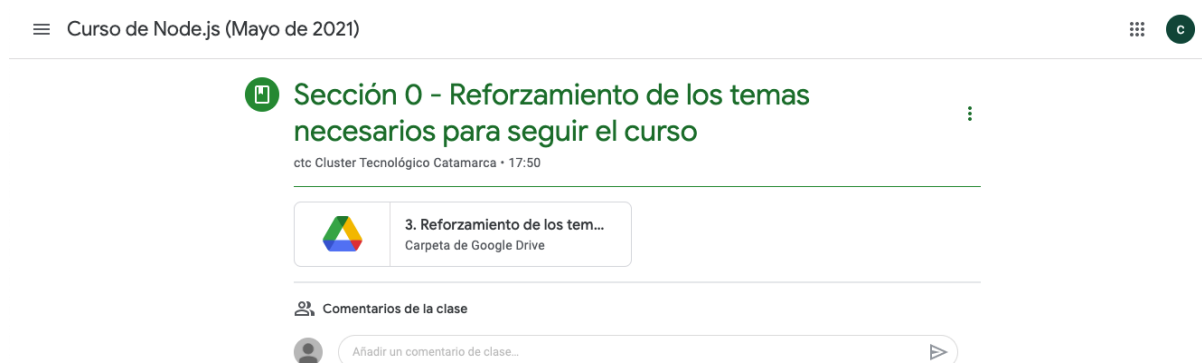 Curso de Node.js (Mayo de 2021)
C
Sección 0 - Reforzamiento de los temas
necesarios para seguir el curso
ctc Cluster Tecnológico Catamarca • 17:50
3. Reforzamiento de los tem...
Carpeta de Google Drive
Comentarios de la clase
Añadir un comentario de clase...